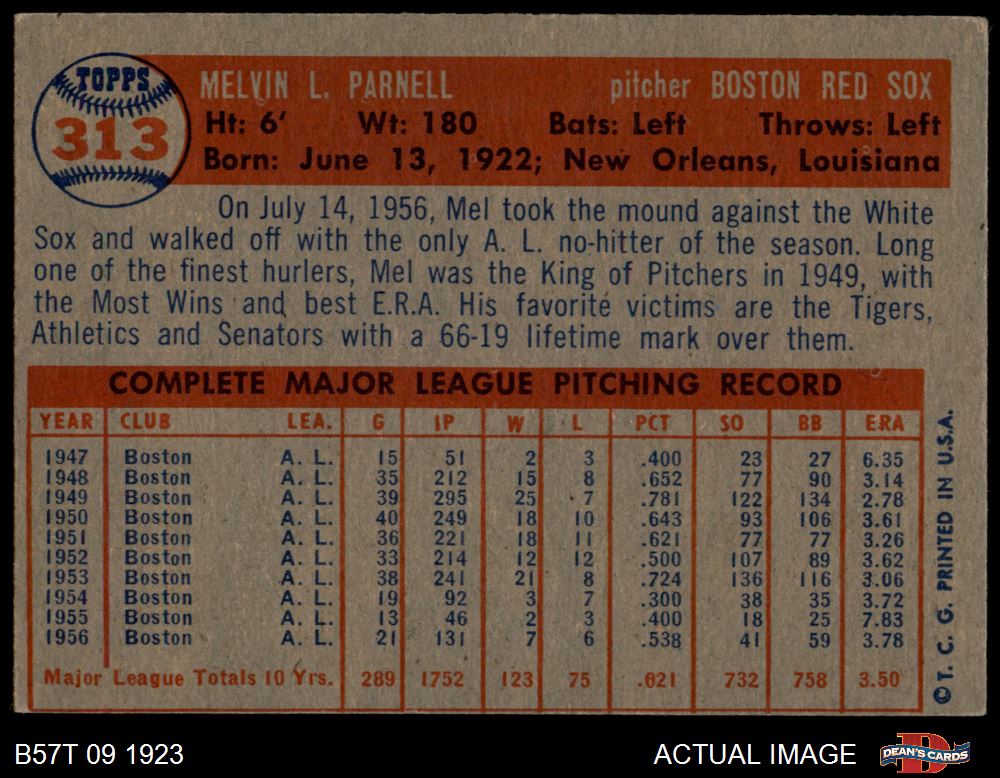 TOPPS
313
MELVIN L. PARNELL pitcher BOSTON RED SOX
Ht: 6' Wt: 180 Bats: Left Throws: Left
Born: June 13, 1922; New Orleans, Louisiana
On July 14, 1956, Mel took the mound against the White
Sox and walked off with the only A. L. no-hitter of the season. Long
one of the finest hurlers, Mel was the King of Pitchers in 1949, with
the Most Wins and best E.R.A. His favorite victims are the Tigers,
Athletics and Senators with a 66-19 lifetime mark over them.
COMPLETE MAJOR LEAGUE PITCHING RECORD
YEAR CLUB LEA. G IP W L PCT SO BB ERA
1947 Boston A. L. 15 51 2 3 .400 23 27 6.35
1948 Boston A. L. 35 212 15 8 .652 77 90 3.14
1949 Boston A. L. 39 295 25 7 .781 122 134 2.78
1950 Boston A. L. 40 249 18 10 .643 93 106 3.61
1951 Boston A. L. 36 221 18 11 .621 77 77 3.26
1952 Boston A. L. 33 214 12 12 .500 107 89 3.62
1953 Boston A. L. 38 241 21 8 .724 136 116 3.06
1954 Boston A. L. 19 92 3 7 .300 38 35 3.72
1955 Boston A. L. 13 46 2 3 .400 18 25 7.83
1956 Boston A. L. 21 131 7 6 .538 41 59 3.78
Major League Totals 10 Yrs. 289 1752 123 75 .621 732 758 3.50
© T. C. G. PRINTED IN U.S.A.
B57T 09 1923 ACTUAL IMAGE
DEAN'S CARDS